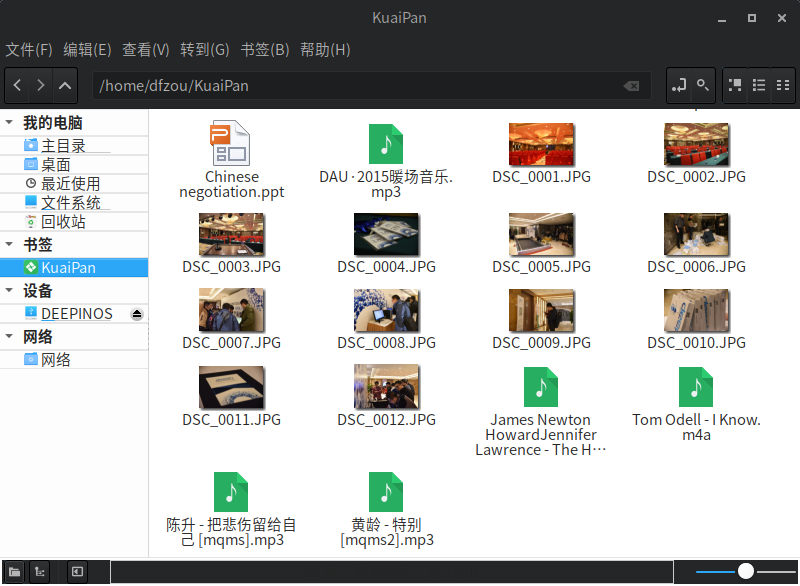 KuaiPan
文件(F) 编辑(E) 查看(V) 转到(G) 书签(B) 帮助(H)
/home/dfzou/KuaiPan
我的电脑
主目录
桌面
最近使用
文件系统
回收站
书签
KuaiPan
设备
DEEPINOS
网络
网络
Chinese
negotiation.ppt
DAU·2015暖场音乐.
mp3
DSC_0001.JPG
DSC_0002.JPG
DSC_0003.JPG
DSC_0004.JPG
DSC_0005.JPG
DSC_0006.JPG
DSC_0007.JPG
DSC_0008.JPG
DSC_0009.JPG
DSC_0010.JPG
DSC_0011.JPG
DSC_0012.JPG
James Newton
HowardJennifer
Lawrence - The H…
Tom Odell - I Know.
m4a
陈升 - 把悲伤留给自
己 [mqms].mp3
黄龄 - 特别
[mqms2].mp3